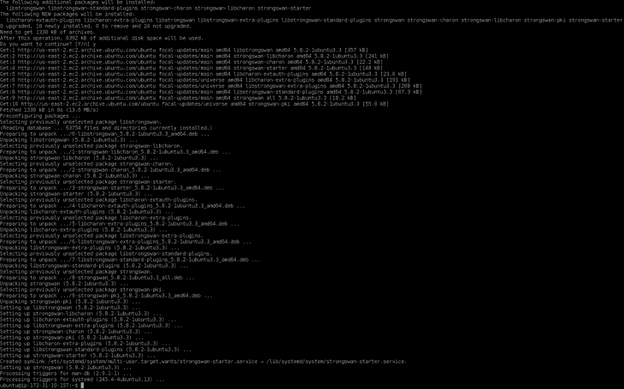 The following additional packages will be installed:
libstrongswan libstrongswan-standard-plugins strongswan-charon strongswan-libcharon strongswan-starter
The following NEW packages will be installed:
libcharon-extauth-plugins libcharon-extra-plugins libstrongswan libstrongswan-extra-plugins libstrongswan-standard-plugins strongswan strongswan-charon strongswan-libcharon strongswan-pki strongswan-starter
0 upgraded, 10 newly installed, 0 to remove and not upgraded.
Need to get 1330 kB of archives.
After this operation, kB of additional disk space will be used.
Do you want to continue? [Y/n] y
Get:1 http://us-east-2.ec2.archive.ubuntu.com/ubuntu focal-updates/main amd64 libstrongswan amd64 5.8.2-1ubuntu3.3 [357 kB]
Get:2 http://us-east-2.ec2.archive.ubuntu.com/ubuntu focal-updates/main amd64 strongswan-libcharon amd64 5.8.2-1ubuntu3.3 [241 kB]
Get:3 http://us-east-2.ec2.archive.ubuntu.com/ubuntu focal-updates/main amd64 strongswan-charon amd64 5.8.2-1ubuntu3.3 [22.2 kB]
Get:4 http://us-east-2.ec2.archive.ubuntu.com/ubuntu focal-updates/main amd64 strongswan-starter amd64 5.8.2-1ubuntu3.3 kB]
Get:5 http://us-east-2.ec2.archive.ubuntu.com/ubuntu focal-updates/main amd64 libcharon-extauth-plugins amd64 5.8.2-1ubuntu3.3 kB]
Get:6 http://us-east-2.ec2.archive.ubuntu.com/ubuntu focal-updates/universe amd64 libcharon-extra-plugins amd64 5.8.2-1ubuntu3.3 kB]
Get:7 http://us-east-2.ec2.archive.ubuntu.com/ubuntu focal-updates/universe amd64 libstrongswan-extra-plugins amd64 5.8.2-1ubuntu3.3 kB]
Get:8 http://us-east-2.ec2.archive.ubuntu.com/ubuntu focal-updates/main amd64 libstrongswan-standard-plugins amd64 5.8.2-1ubuntu3.3 kB]
Get:9 http://us-east-2.ec2.archive.ubuntu.com/ubuntu focal-updates/main amd64 strongswan all 5.8.2-1ubuntu3.3 kB]
Get:10 http://us-east-2.ec2.archive.ubuntu.com/ubuntu focal-updates/universe amd64 strongswan-pki amd64 5.8.2-1ubuntu3.3 kB]
Fetched 1330 kB in 0s (13.6 MB/s)
Preconfiguring packages ...
Selecting previously unselected package libstrongswan.
(Reading database ... 63754 files and directories currently installed.)
Preparing to unpack .../0-libstrongswan_5.8.2-1ubuntu3.3_amd64.deb ...
Unpacking libstrongswan (5.8.2-1ubuntu3.3) ...
Selecting previously unselected package strongswan-libcharon.
Preparing to unpack .../1-strongswan-libcharon_5.8.2-1ubuntu3.3_amd64.deb ...
Unpacking strongswan-libcharon (5.8.2-1ubuntu3.3) ...
Selecting previously unselected package strongswan-charon.
Preparing to unpack .../2-strongswan-charon_5.8.2-1ubuntu3.3_amd64.deb ...
Unpacking strongswan-charon (5.8.2-1ubuntu3.3) ...
Selecting previously unselected package strongswan-starter.
Preparing to unpack .../3-strongswan-starter_5.8.2-1ubuntu3.3_amd64.deb ...
Unpacking strongswan-starter (5.8.2-1ubuntu3.3) ...
Selecting previously unselected package libcharon-extauth-plugins.
Preparing to unpack .../4-libcharon-extauth-plugins_5.8.2-1ubuntu3.3_amd64.deb ...
Unpacking libcharon-extauth-plugins (5.8.2-1ubuntu3.3) ...
Selecting previously unselected package libcharon-extra-plugins.
Preparing to unpack .../5-libcharon-extra-plugins_5.8.2-1ubuntu3.3_amd64.deb ...
Unpacking libcharon-extra-plugins (5.8.2-1ubuntu3.3) ...
Selecting previously unselected package libstrongswan-extra-plugins.
Preparing to unpack .../6-libstrongswan-extra-plugins_5.8.2-1ubuntu3.3_amd64.deb ...
Unpacking libstrongswan-extra-plugins (5.8.2-1ubuntu3.3) ...
Selecting previously unselected package libstrongswan-standard-plugins.
Preparing to unpack .../7-libstrongswan-standard-plugins_5.8.2-1ubuntu3.3_amd64.deb ...
Unpacking libstrongswan-standard-plugins (5.8.2-1ubuntu3.3) ...
Selecting previously unselected package strongswan.
Preparing to unpack .../8-strongswan_5.8.2-1ubuntu3.3_all.deb ...
Unpacking strongswan (5.8.2-1ubuntu3.3) ...
Selecting previously unselected package strongswan-pki.
Preparing to unpack .../9-strongswan-pki_5.8.2-1ubuntu3.3_amd64.deb ...
Unpacking strongswan-pki (5.8.2-1ubuntu3.3) ...
Setting up libstrongswan (5.8.2-1ubuntu3.3) ...
Setting up strongswan-libcharon (5.8.2-1ubuntu3.3) ...
Setting up libcharon-extauth-plugins (5.8.2-1ubuntu3.3) ...
Setting up libstrongswan-extra-plugins (5.8.2-1ubuntu3.3) ...
Setting up strongswan-charon (5.8.2-1ubuntu3.3) ...
Setting up strongswan-pki (5.8.2-1ubuntu3.3) ...
Setting up libcharon-extra-plugins (5.8.2-1ubuntu3.3) ...
Setting up libstrongswan-standard-plugins (5.8.2-1ubuntu3.3) ...
Setting up strongswan-starter (5.8.2-1ubuntu3.3) ...
Created symlink /etc/systemd/system/multi-user.target.wants/strongswan-starter.service → /lib/systemd/system/strongswan-starter.service.
Setting up strongswan (5.8.2-1ubuntu3.3) ...
Processing triggers for man-db (2.9.1-1) ...
Processing triggers for systemd (245.4-4ubuntu3.13) ...
ubuntu@ip-172-31-10-157:~$